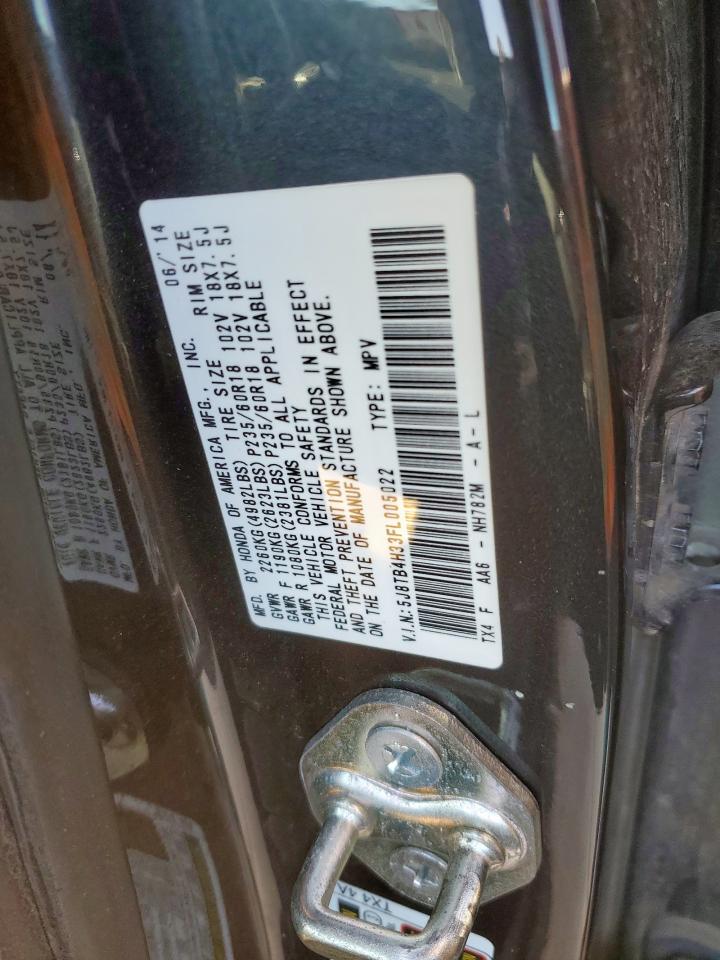 MFD. BY HONDA OF AMERICA MFG., INC. 06/'14
GVWR 2260KG(4982LBS) TIRE SIZE RIM SIZE
GAWR F 1190KG(2623LBS) P235/60R18 102V 18X7.5J
GAWR R 1080KG(2381LBS) P235/60R18 102V 18X7.5J
THIS VEHICLE CONFORMS TO ALL APPLICABLE
FEDERAL MOTOR VEHICLE SAFETY
AND THEFT PREVENTION STANDARDS IN EFFECT
ON THE DATE OF MANUFACTURE SHOWN ABOVE.
V.I.N.:5J8TB4H33FL005022 TYPE: MPV
TX4 F AA6 - NH782M - A - L
TX4 4A